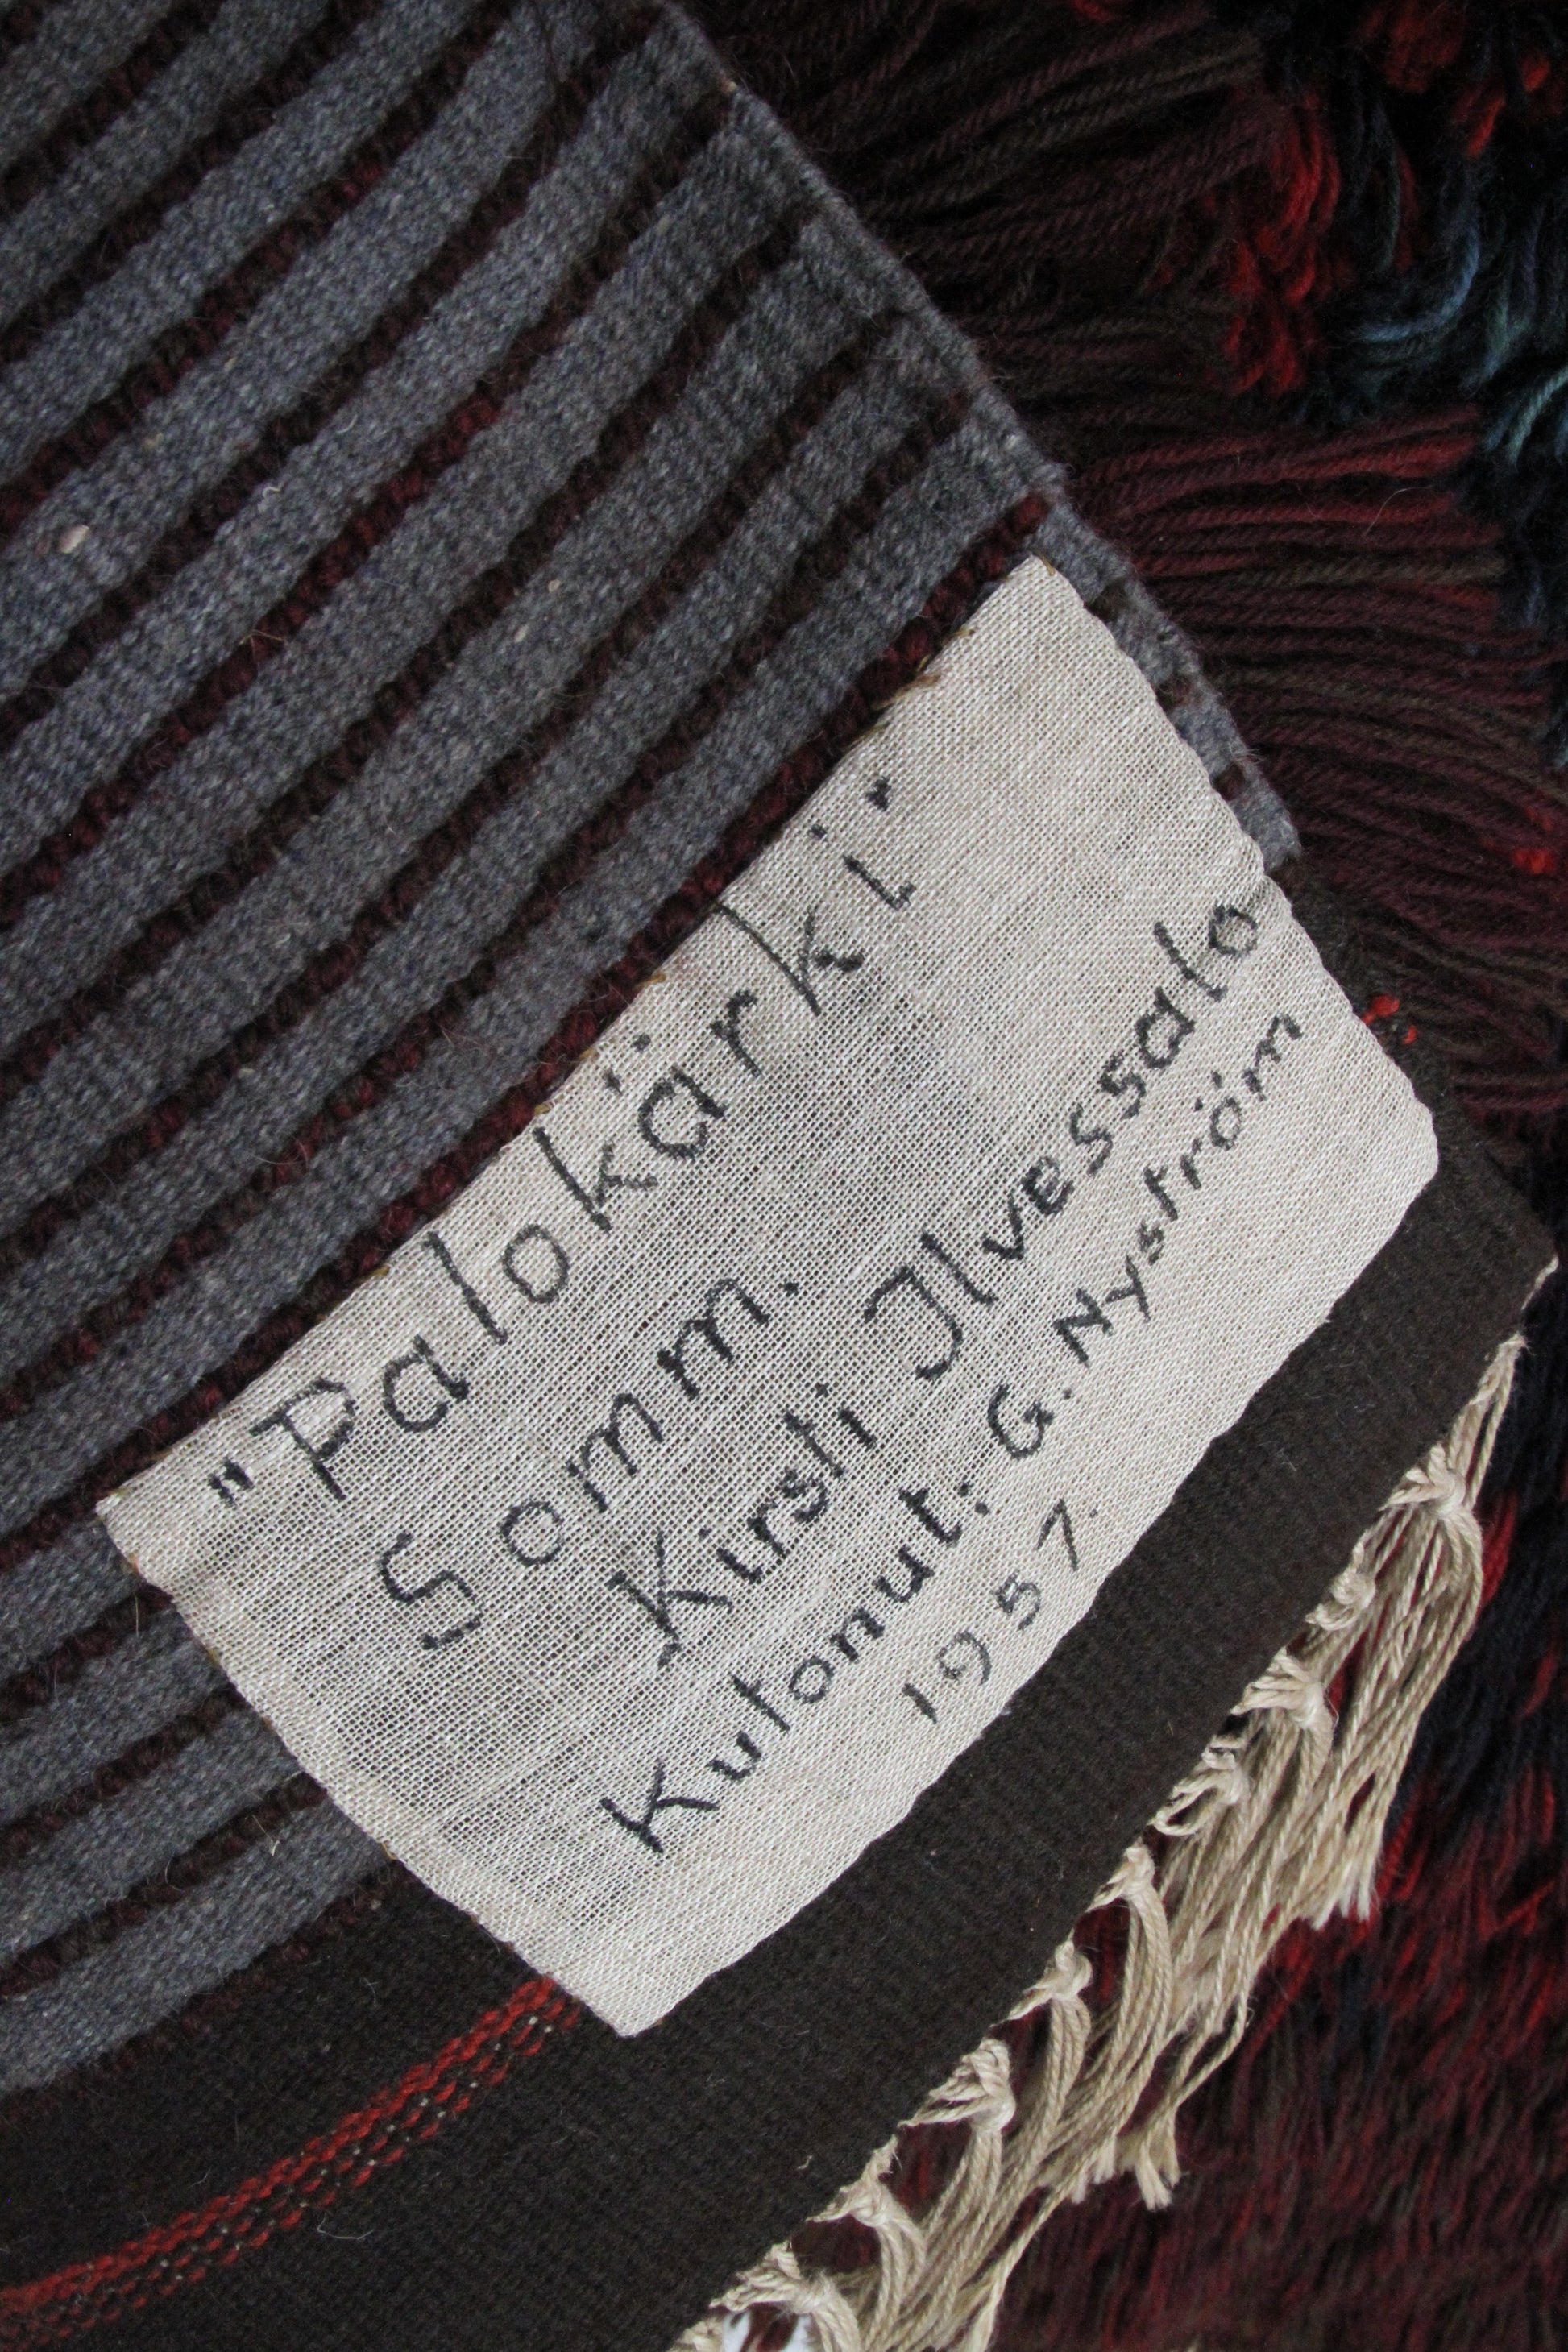 "Palokärki"
Somm.
Kirsti Ilvessalo
Kutonut: G. Nyström
1957.